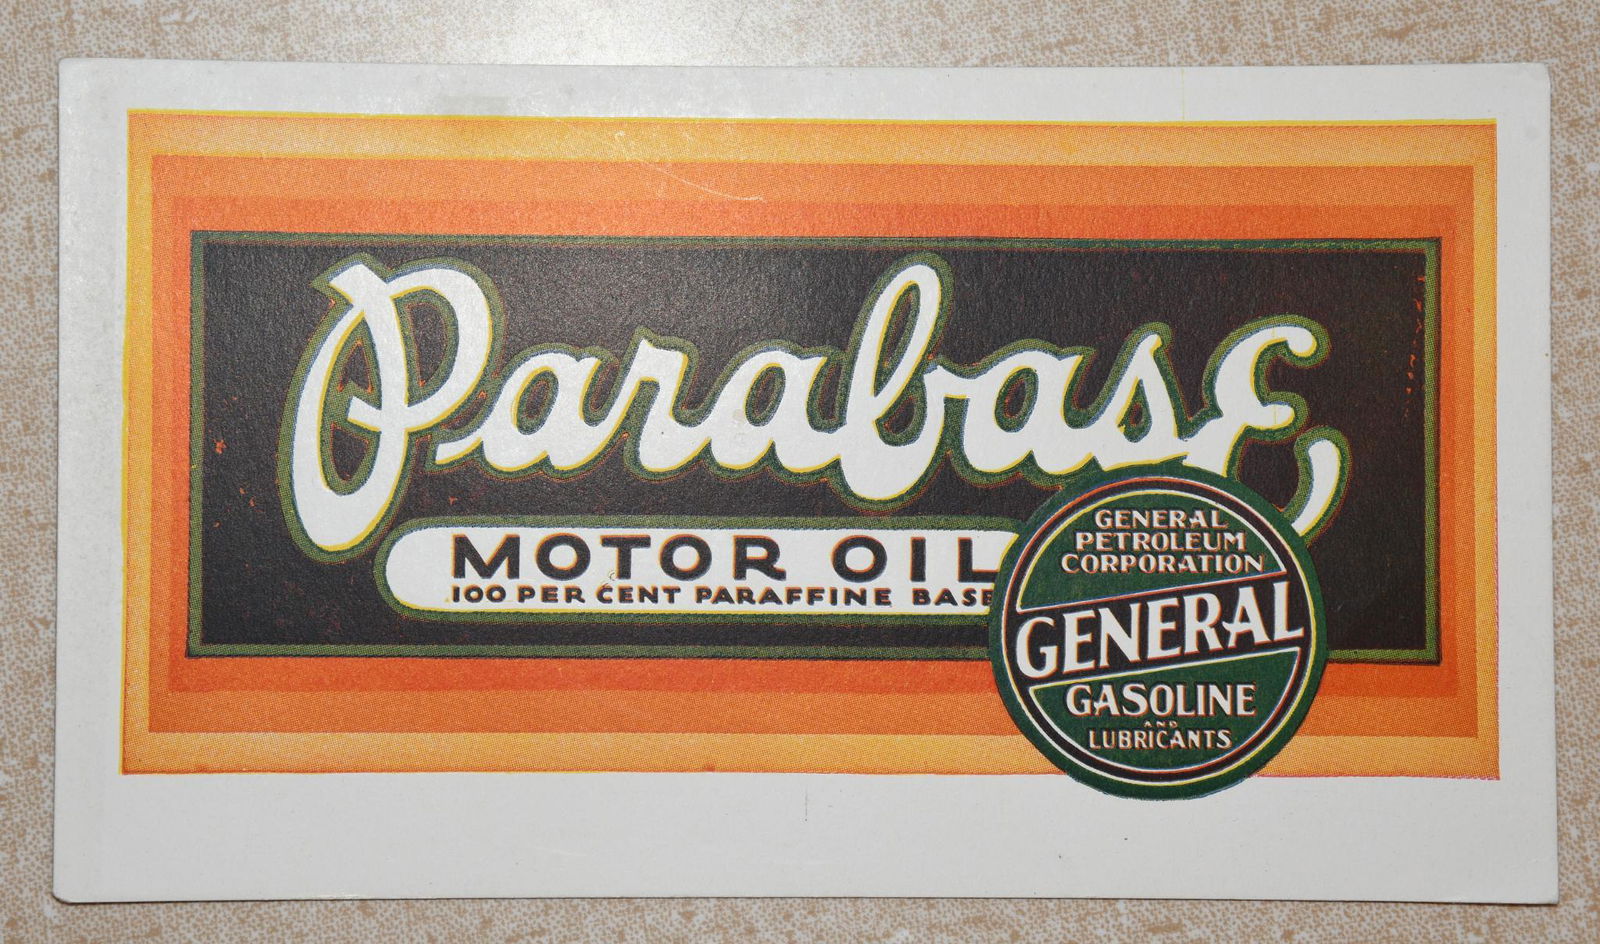 Parabase
MOTOR OIL
100 PER CENT PARAFFINE BASE
GENERAL
PETROLEUM
CORPORATION
GENERAL
GASOLINE
AND
LUBRICANTS